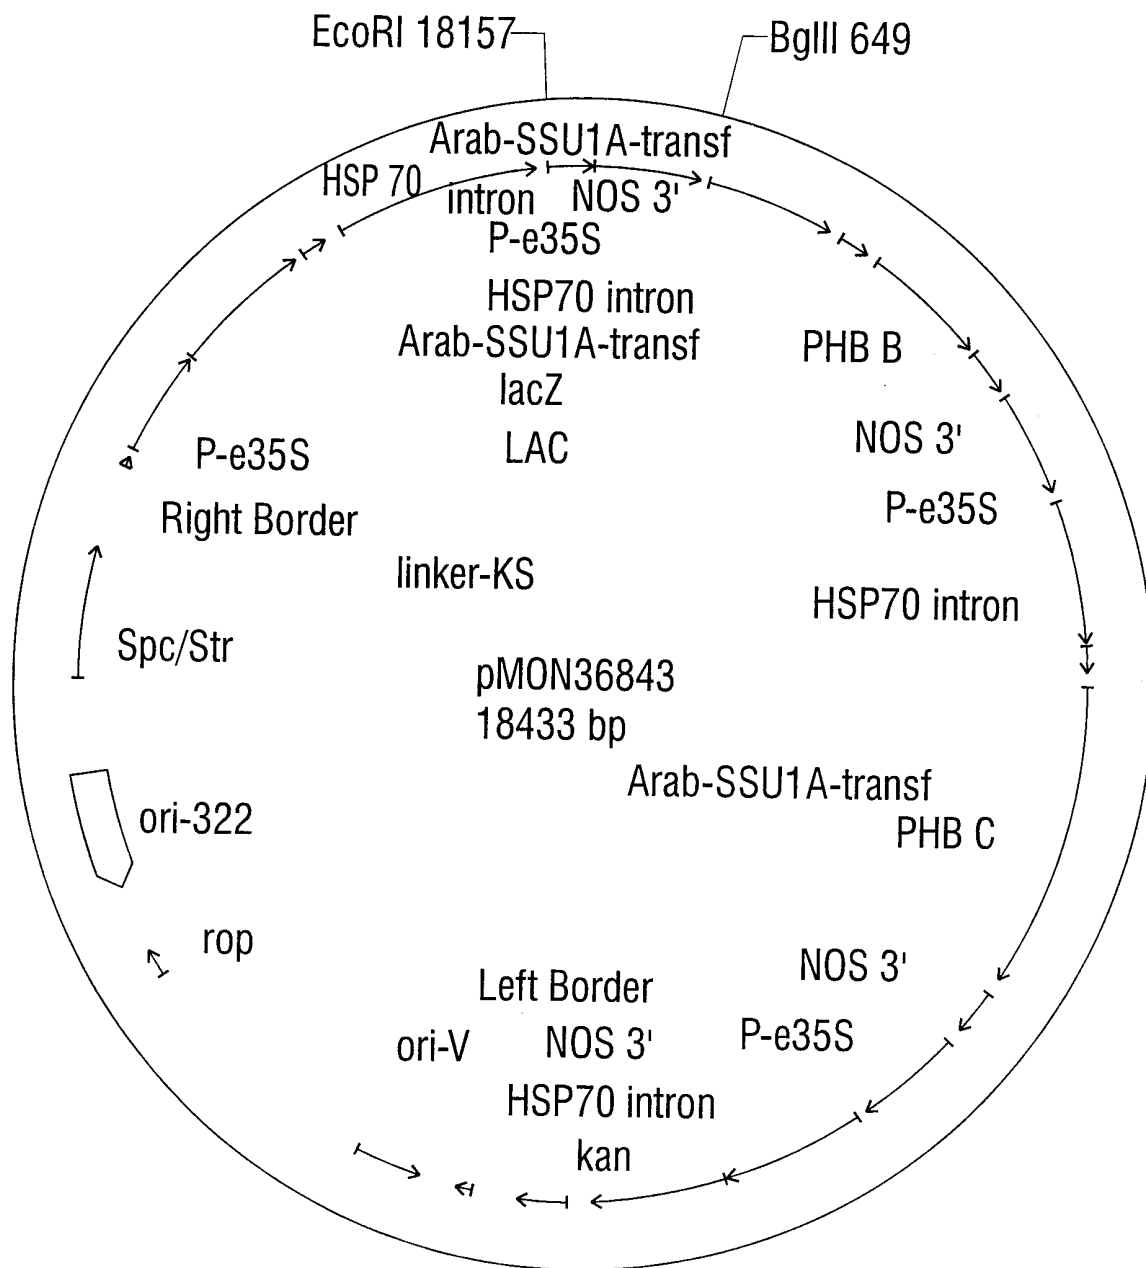 EcoRI 18157
BglII 649
Arab-SSU1A-transf
HSP 70
intron
NOS 3'
P-e35S
HSP70 intron
Arab-SSU1A-transf
PHB B
lacZ
LAC
NOS 3'
P-e35S
P-e35S
Right Border
linker-KS
HSP70 intron
Spc/Str
pMON36843
18433 bp
Arab-SSU1A-transf
ori-322
PHB C
rop
NOS 3'
Left Border
P-e35S
ori-V
NOS 3'
HSP70 intron
kan